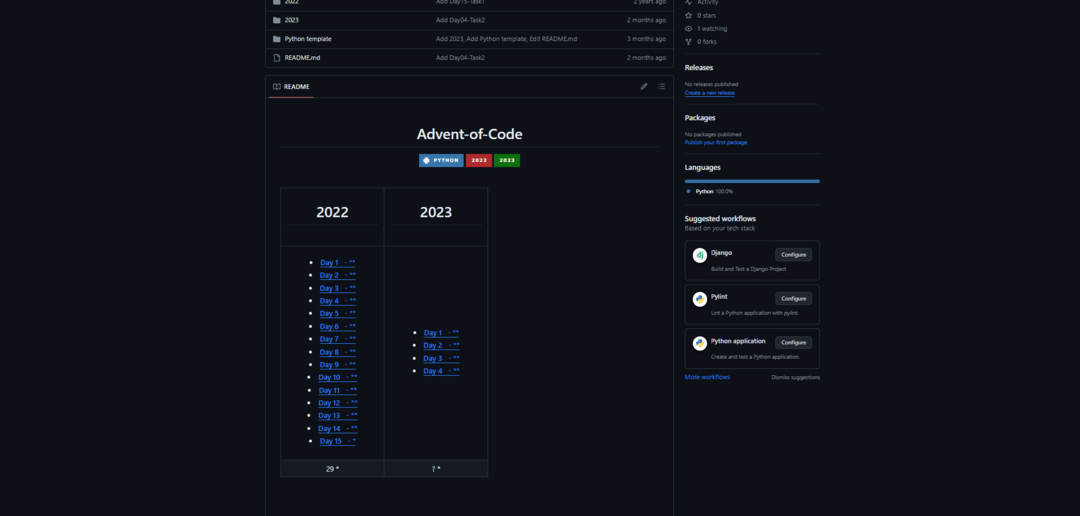 2022 Add Day15-Task1 2 years ago
2023 Add Day04-Task2 2 months ago
Python template Add 2023, Add Python template, Edit README.md 3 months ago
README.md Add Day04-Task2 2 months ago
README
Advent-of-Code
PYTHON 2022 2023
2022 2023
Day 1 - **
Day 2 - **
Day 3 - **
Day 4 - **
Day 5 - **
Day 6 - **
Day 7 - **
Day 8 - **
Day 9 - **
Day 10 - **
Day 11 - **
Day 12 - **
Day 13 - **
Day 14 - **
Day 15 - *
Day 1 - **
Day 2 - **
Day 3 - **
Day 4 - **
29 * ? *
Activity
0 stars
1 watching
0 forks
Releases
No releases published
Create a new release
Packages
No packages published
Publish your first package
Languages
Python 100.0%
Suggested workflows
Based on your tech stack
dj Django Configure
Build and Test a Django Project
Pylint Configure
Lint a Python application with pylint.
Python application Configure
Create and test a Python application.
More workflows Dismiss suggestions